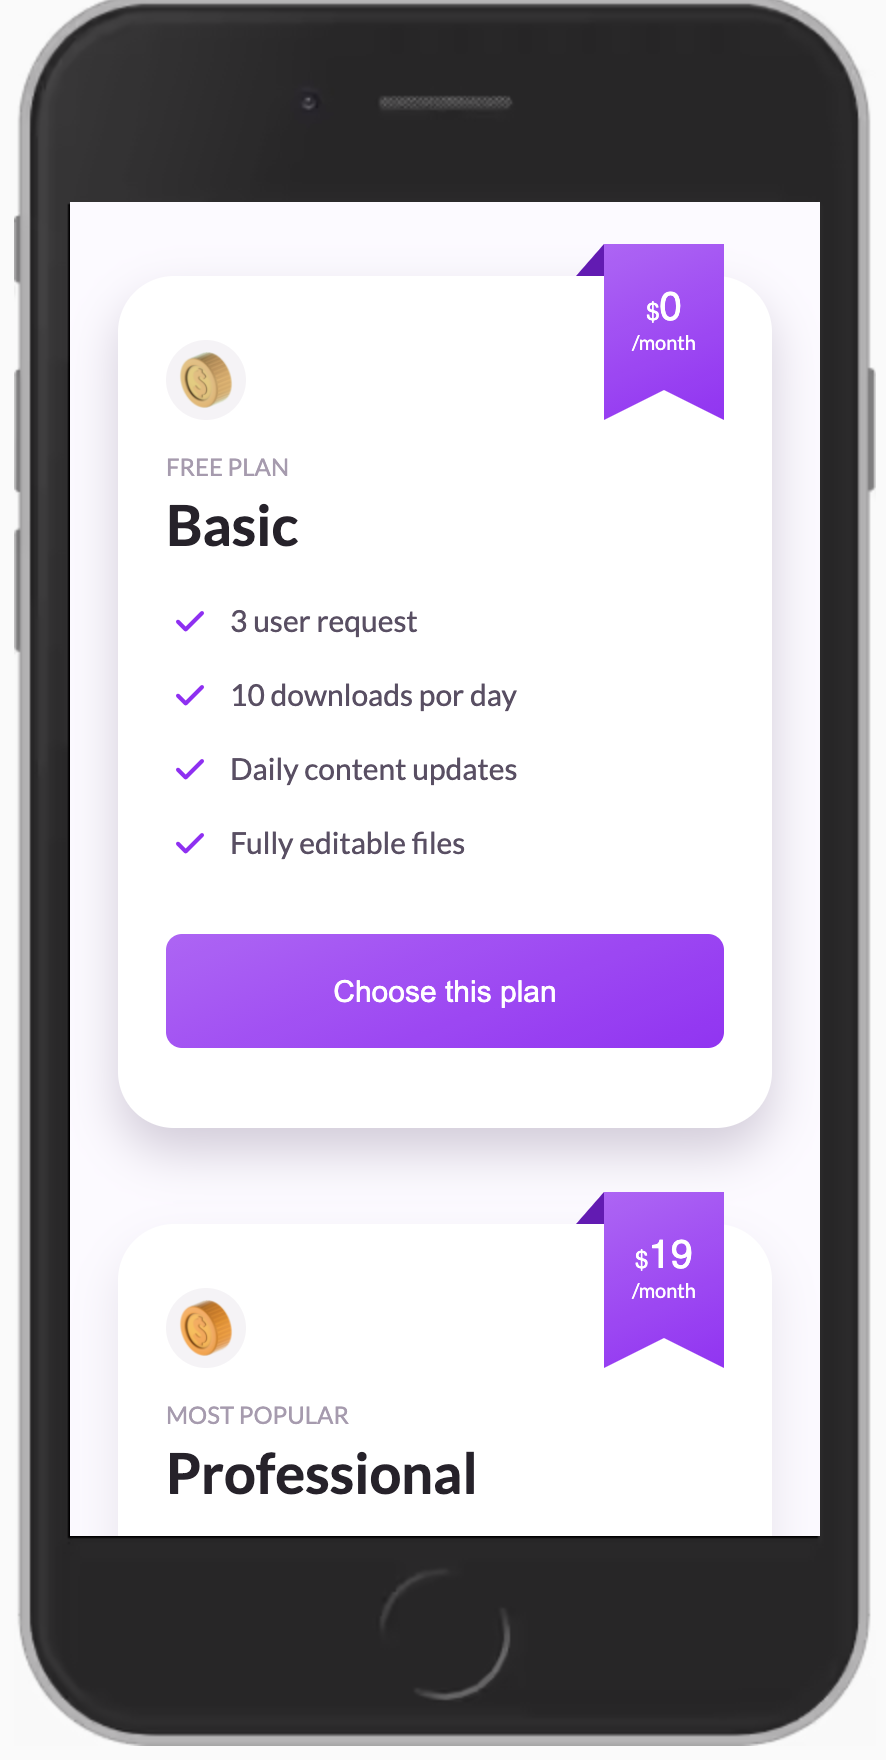 $0
/month
FREE PLAN
Basic
3 user request
10 downloads por day
Daily content updates
Fully editable files
Choose this plan
$19
/month
MOST POPULAR
Professional